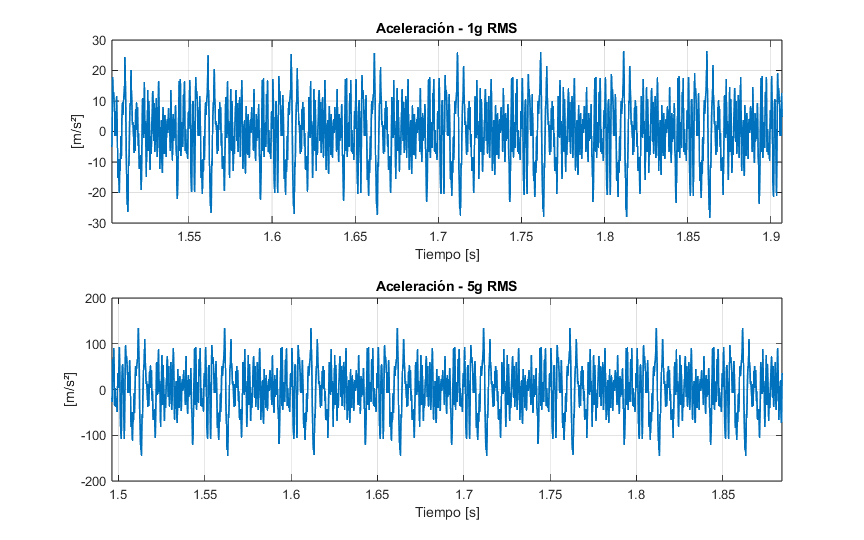 Aceleración - 1g RMS
30
20
10
0
-10
-20
-30
[m/s²]
1.55 1.6 1.65 1.7 1.75 1.8 1.85 1.9
Tiempo [s]
Aceleración - 5g RMS
200
100
0
-100
-200
[m/s²]
1.5 1.55 1.6 1.65 1.7 1.75 1.8 1.85
Tiempo [s]